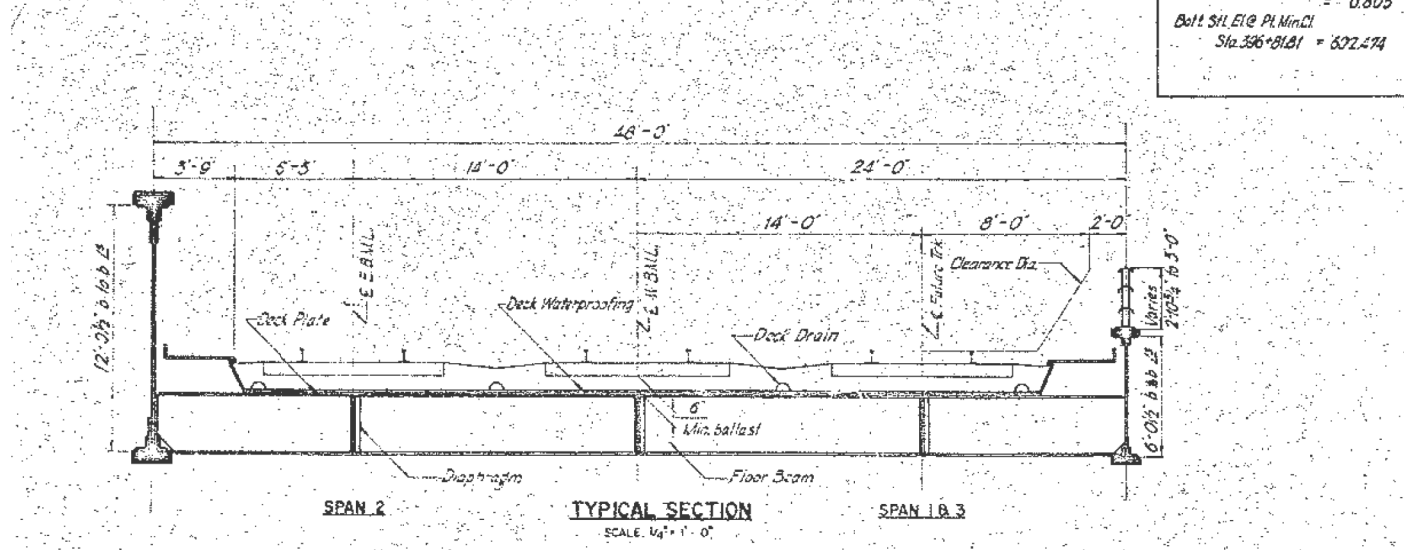 = 0.805
Bott. Stl. El @ Pt. Min. Cl.
Sta. 396+81.81 = 602.474
48'-0"
5'-5"
14'-0"
24'-0"
14'-0"
8'-0"
2'-0"
12'-0½" b to b
℄ E.B.M.L.
℄ W.B.M.L.
℄ Future Trk.
Clearance Dia.
Varies
2'-10¾" to 5'-0"
Deck Plate
Deck Waterproofing
Deck Drain
6"
Min. ballast
6'-0½" b to b
Diaphragm
Floor Beam
SPAN 2
TYPICAL SECTION
SPAN 1 & 3
SCALE: ¼" = 1'-0"